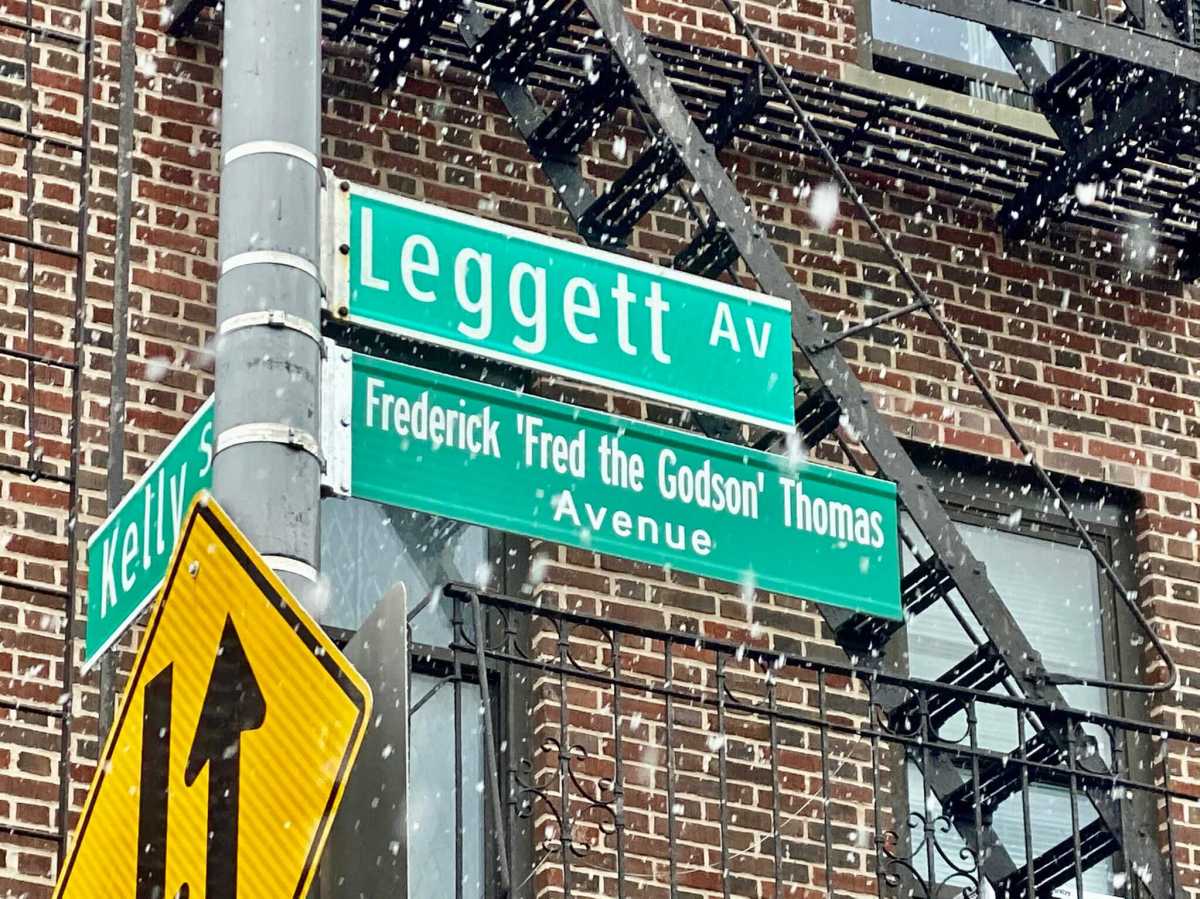 Leggett Av
Frederick 'Fred the Godson' Thomas
Avenue
Kelly S